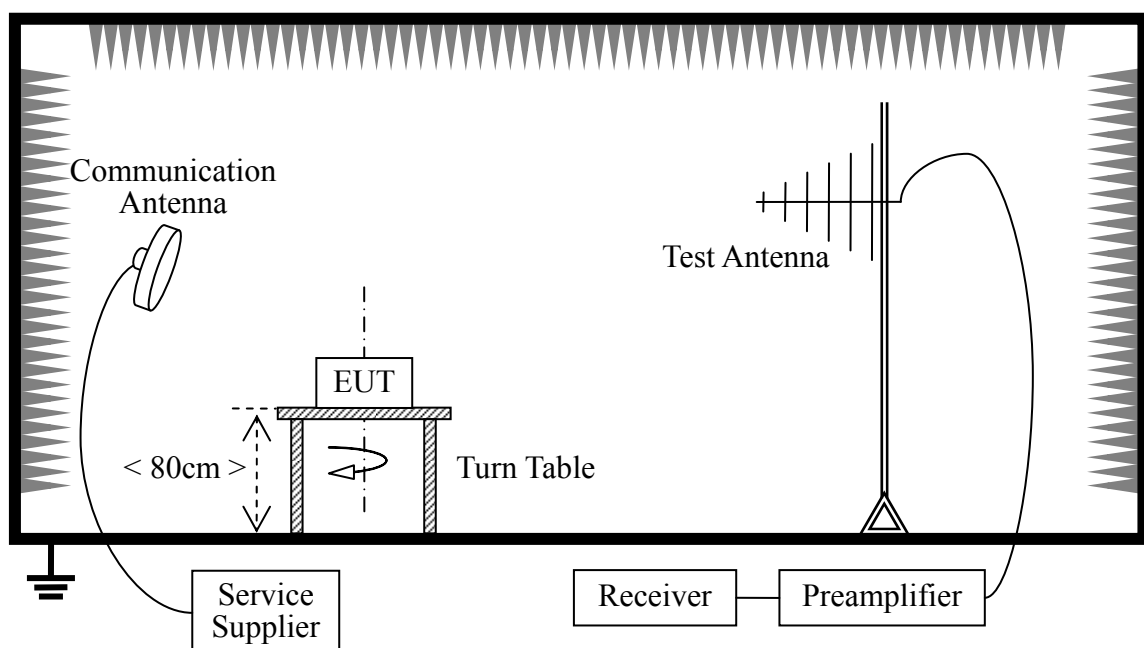 Communication
Antenna
Test Antenna
EUT
< 80cm >
Turn Table
Service
Supplier
Receiver
Preamplifier